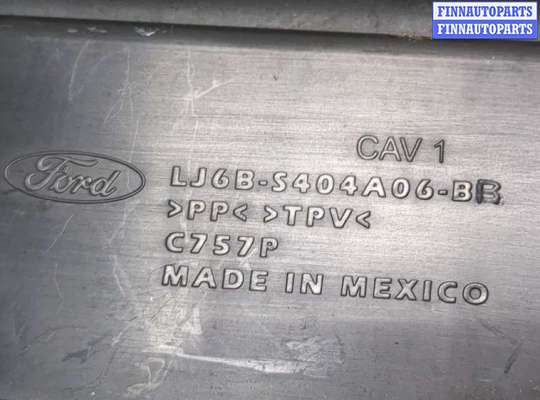 FINNAUTOPARTS
FINNAUTOPARTS
CAV 1
Ford
LJ6B-S404A06-BB
>PP< >TPV<
C757P
MADE IN MEXICO